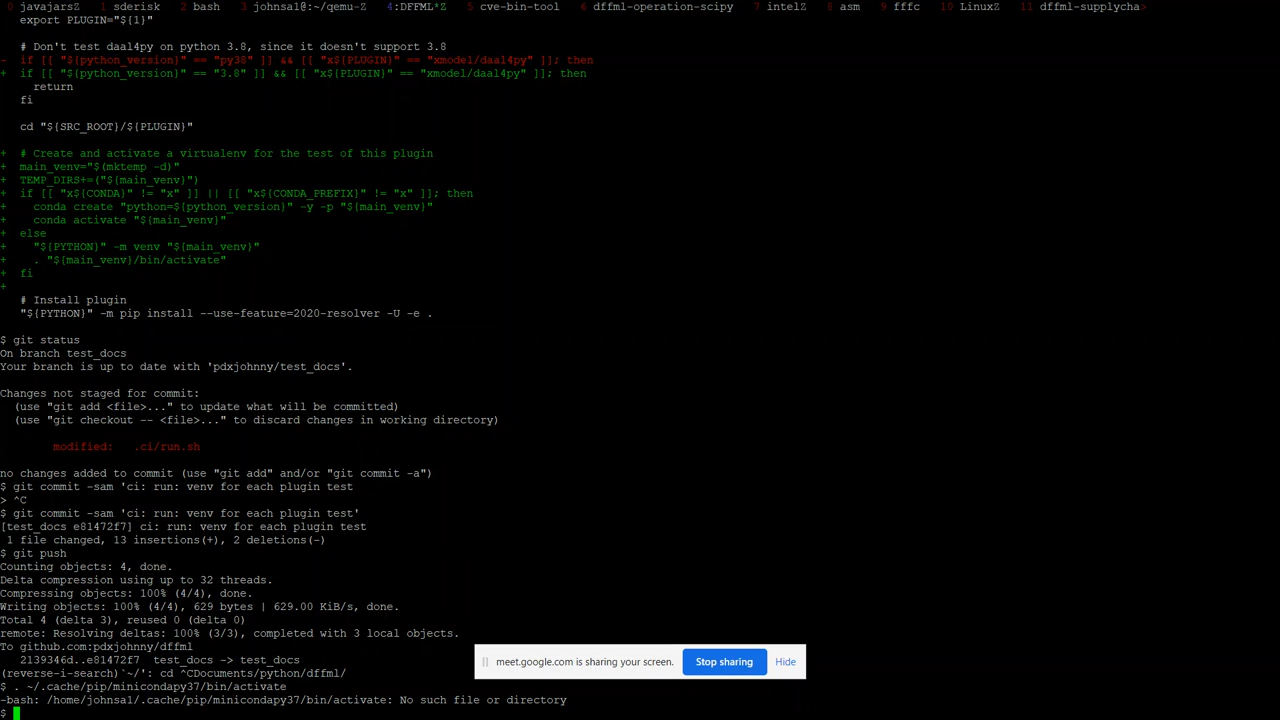 0 javajarsZ 1 sderisk 2 bash 3 johnsal@:~/qemu-Z 4:DFFML*Z 5 cve-bin-tool 6 dffml-operation-scipy 7 intelZ 8 asm 9 fffc 10 LinuxZ 11 dffml-supplycha>
export PLUGIN="${1}"
# Don't test daal4py on python 3.8, since it doesn't support 3.8
- if [[ "${python_version}" == "py38" ]] && [[ "x${PLUGIN}" == "xmodel/daal4py" ]]; then
+ if [[ "${python_version}" == "3.8" ]] && [[ "x${PLUGIN}" == "xmodel/daal4py" ]]; then
return
fi
cd "${SRC_ROOT}/${PLUGIN}"
+ # Create and activate a virtualenv for the test of this plugin
+ main_venv="$(mktemp -d)"
+ TEMP_DIRS+=("${main_venv}")
+ if [[ "x${CONDA}" != "x" ]] || [[ "x${CONDA_PREFIX}" != "x" ]]; then
+ conda create "python=${python_version}" -y -p "${main_venv}"
+ conda activate "${main_venv}"
+ else
+ "${PYTHON}" -m venv "${main_venv}"
+ . "${main_venv}/bin/activate"
+ fi
+
# Install plugin
"${PYTHON}" -m pip install --use-feature=2020-resolver -U -e .
$ git status
On branch test_docs
Your branch is up to date with 'pdxjohnny/test_docs'.
Changes not staged for commit:
(use "git add <file>..." to update what will be committed)
(use "git checkout -- <file>..." to discard changes in working directory)
modified: .ci/run.sh
no changes added to commit (use "git add" and/or "git commit -a")
$ git commit -sam 'ci: run: venv for each plugin test
> ^C
$ git commit -sam 'ci: run: venv for each plugin test'
[test_docs e81472f7] ci: run: venv for each plugin test
1 file changed, 13 insertions(+), 2 deletions(-)
$ git push
Counting objects: 4, done.
Delta compression using up to 32 threads.
Compressing objects: 100% (4/4), done.
Writing objects: 100% (4/4), 629 bytes | 629.00 KiB/s, done.
Total 4 (delta 3), reused 0 (delta 0)
remote: Resolving deltas: 100% (3/3), completed with 3 local objects.
To github.com:pdxjohnny/dffml
2139346d..e81472f7 test_docs -> test_docs
(reverse-i-search)`~/': cd ^CDocuments/python/dffml/
$ . ~/.cache/pip/minicondapy37/bin/activate
-bash: /home/johnsal/.cache/pip/minicondapy37/bin/activate: No such file or directory
$
meet.google.com is sharing your screen. Stop sharing Hide